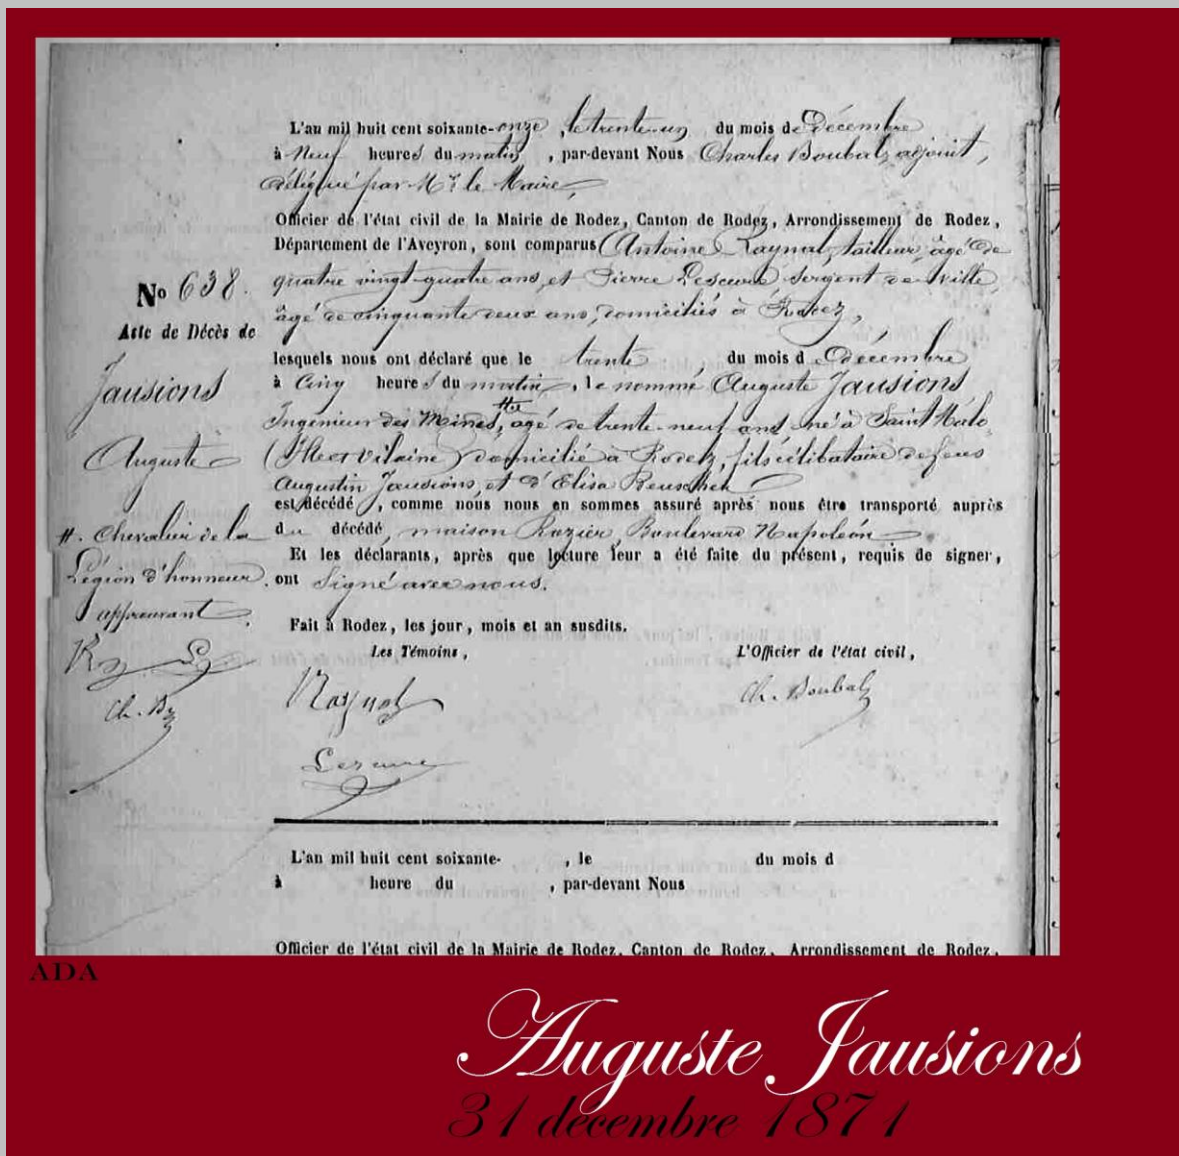 L'an mil huit cent soixante-onze, le trente-un du mois de Décembre
à Neuf heures du matin, par-devant Nous Charles Boubal, adjoint,
délégué par Mr. le Maire,
Officier de l'état civil de la Mairie de Rodez, Canton de Rodez, Arrondissement de Rodez,
Département de l'Aveyron, sont comparus Antoine Raynal, tailleur, âgé de
quatre vingt-quatre ans, et Pierre Lescure sergent de ville,
âgé de cinquante deux ans, domiciliés à Rodez,
lesquels nous ont déclaré que le trente, du mois d Décembre
à Cinq heures du matin, le nommé Auguste Jausions
Ingénieur des Mines, âgé de trente-neuf ans né à Saint Malo
(Ille et Vilaine) domicilié à Rodez, fils célibataire de feus
Augustin Jausions, et d'Elisa
est décédé, comme nous nous en sommes assuré après nous être transporté auprès
du décédé, maison Rozier, Boulevard Napoléon
Et les déclarants, après que lecture leur a été faite du présent, requis de signer,
ont signé avec nous.
Fait à Rodez, les jour, mois et an susdits.
Les Témoins,
L'Officier de l'état civil,
Raynal
Lescure
Ch. Boubal
No 638.
Acte de Décès de
Jausions
Auguste
#. Chevalier de la
Légion d'honneur.
approuvant
Ch. B
L'an mil huit cent soixante- , le du mois d
à heure du , par-devant Nous
Officier de l'état civil de la Mairie de Rodez, Canton de Rodez, Arrondissement de Rodez,
ADA
Auguste Jausions
31 décembre 1871